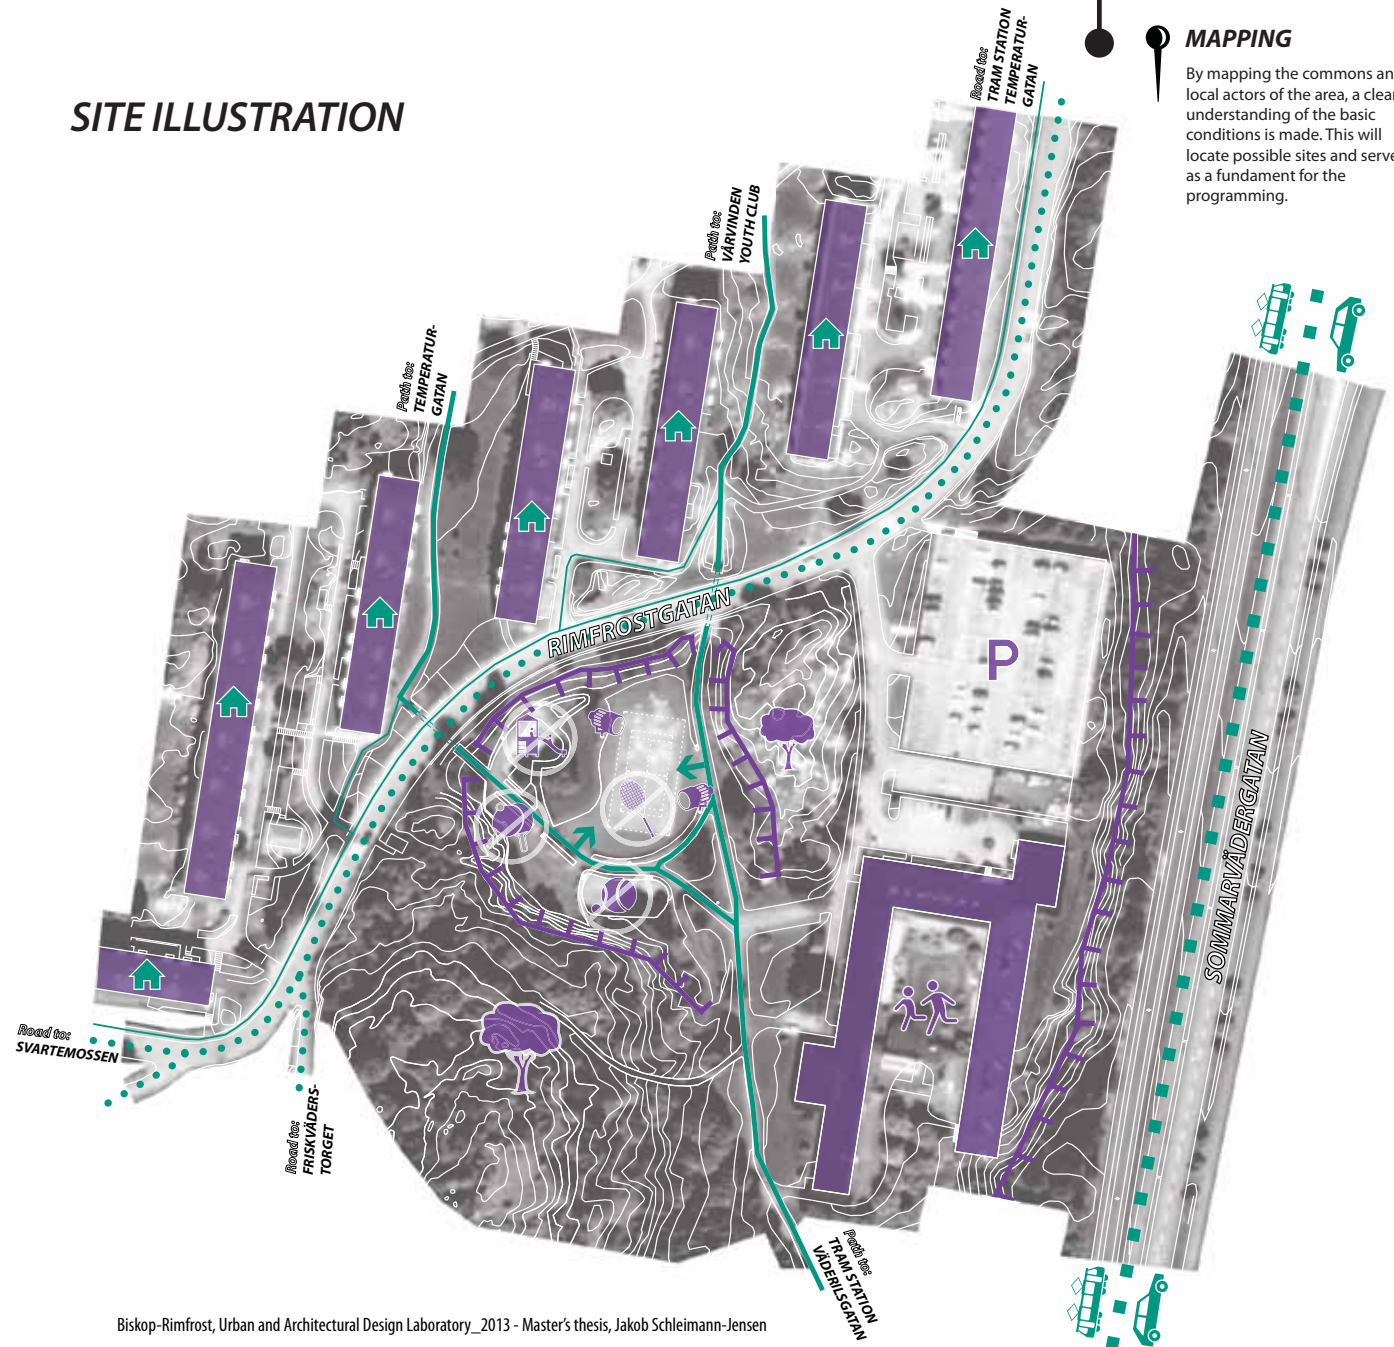 SITE ILLUSTRATION
MAPPING
By mapping the commons an
local actors of the area, a clear
understanding of the basic
conditions is made. This will
locate possible sites and serve
as a fundament for the
programming.
Road to:
TRAM STATION
TEMPERATUR-
GATAN
Path to:
VÅRVINDEN
YOUTH CLUB
Path to:
TEMPERATUR-
GATAN
RIMFROSTGATAN
P
SOMMARVÄDERGATAN
Road to:
SVARTEMOSSEN
Road to:
FRISKVÄDERS-
TORGET
Path to:
TRAM STATION
VÄDERILSGATAN
Biskop-Rimfrost, Urban and Architectural Design Laboratory_2013 - Master's thesis, Jakob Schleimann-Jensen